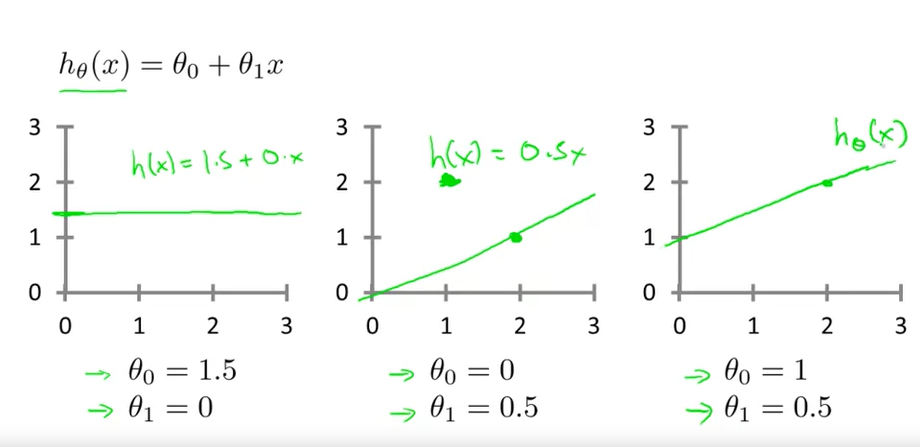 h_θ(x) = θ₀ + θ₁x
3
h(x) = 1.5 + 0·x
2
1
0
0 1 2 3
θ₀ = 1.5
θ₁ = 0
3
h(x) = 0.5x
2
1
0
0 1 2 3
θ₀ = 0
θ₁ = 0.5
3
h_θ(x)
2
1
0
0 1 2 3
θ₀ = 1
θ₁ = 0.5